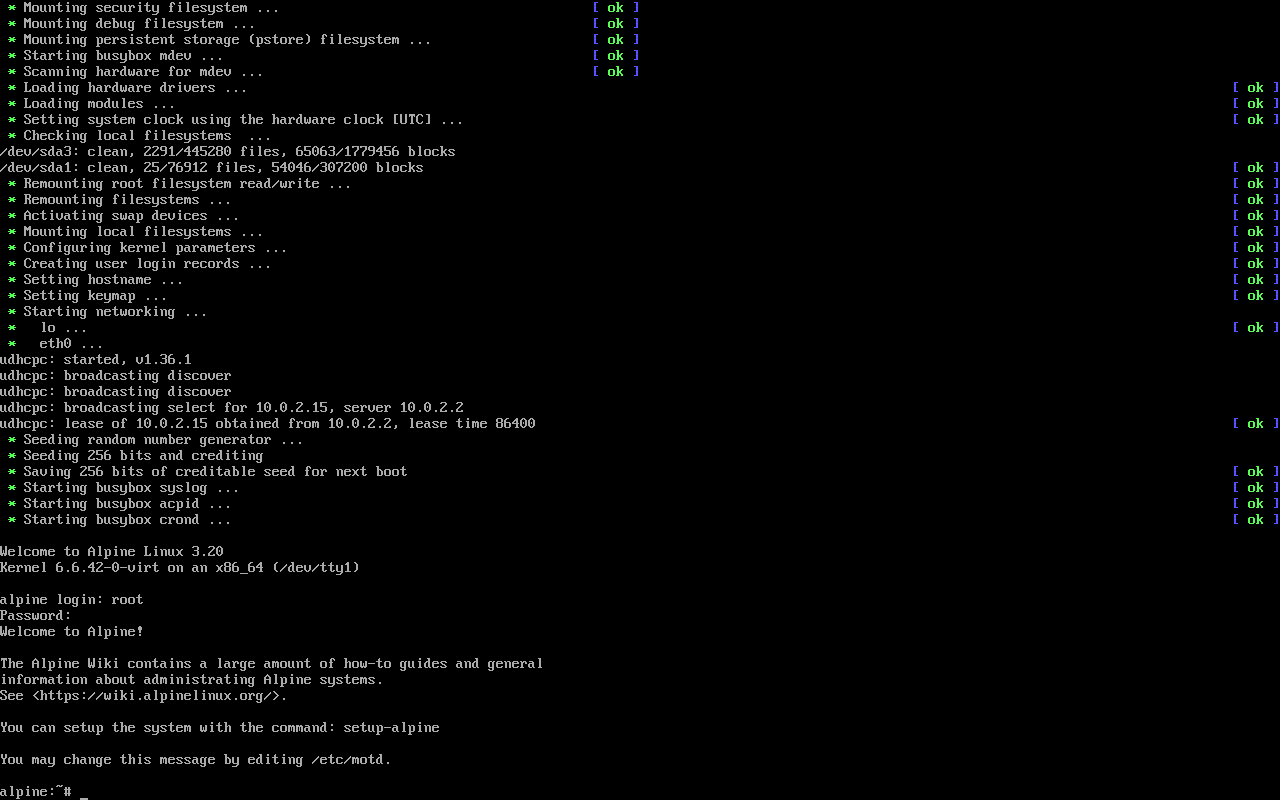 * Mounting security filesystem ... [ ok ]
* Mounting debug filesystem ... [ ok ]
* Mounting persistent storage (pstore) filesystem ... [ ok ]
* Starting busybox mdev ... [ ok ]
* Scanning hardware for mdev ... [ ok ]
* Loading hardware drivers ... [ ok ]
* Loading modules ... [ ok ]
* Setting system clock using the hardware clock [UTC] ... [ ok ]
* Checking local filesystems  ...
/dev/sda3: clean, 2291/445280 files, 65063/1779456 blocks
/dev/sda1: clean, 25/76912 files, 54046/307200 blocks [ ok ]
* Remounting root filesystem read/write ... [ ok ]
* Remounting filesystems ... [ ok ]
* Activating swap devices ... [ ok ]
* Mounting local filesystems ... [ ok ]
* Configuring kernel parameters ... [ ok ]
* Creating user login records ... [ ok ]
* Setting hostname ... [ ok ]
* Setting keymap ... [ ok ]
* Starting networking ...
*   lo ... [ ok ]
*   eth0 ...
udhcpc: started, v1.36.1
udhcpc: broadcasting discover
udhcpc: broadcasting discover
udhcpc: broadcasting select for 10.0.2.15, server 10.0.2.2
udhcpc: lease of 10.0.2.15 obtained from 10.0.2.2, lease time 86400 [ ok ]
* Seeding random number generator ...
* Seeding 256 bits and crediting
* Saving 256 bits of creditable seed for next boot [ ok ]
* Starting busybox syslog ... [ ok ]
* Starting busybox acpid ... [ ok ]
* Starting busybox crond ... [ ok ]
Welcome to Alpine Linux 3.20
Kernel 6.6.42-0-virt on an x86_64 (/dev/tty1)
alpine login: root
Password:
Welcome to Alpine!
The Alpine Wiki contains a large amount of how-to guides and general
information about administrating Alpine systems.
See <https://wiki.alpinelinux.org/>.
You can setup the system with the command: setup-alpine
You may change this message by editing /etc/motd.
alpine:~# _